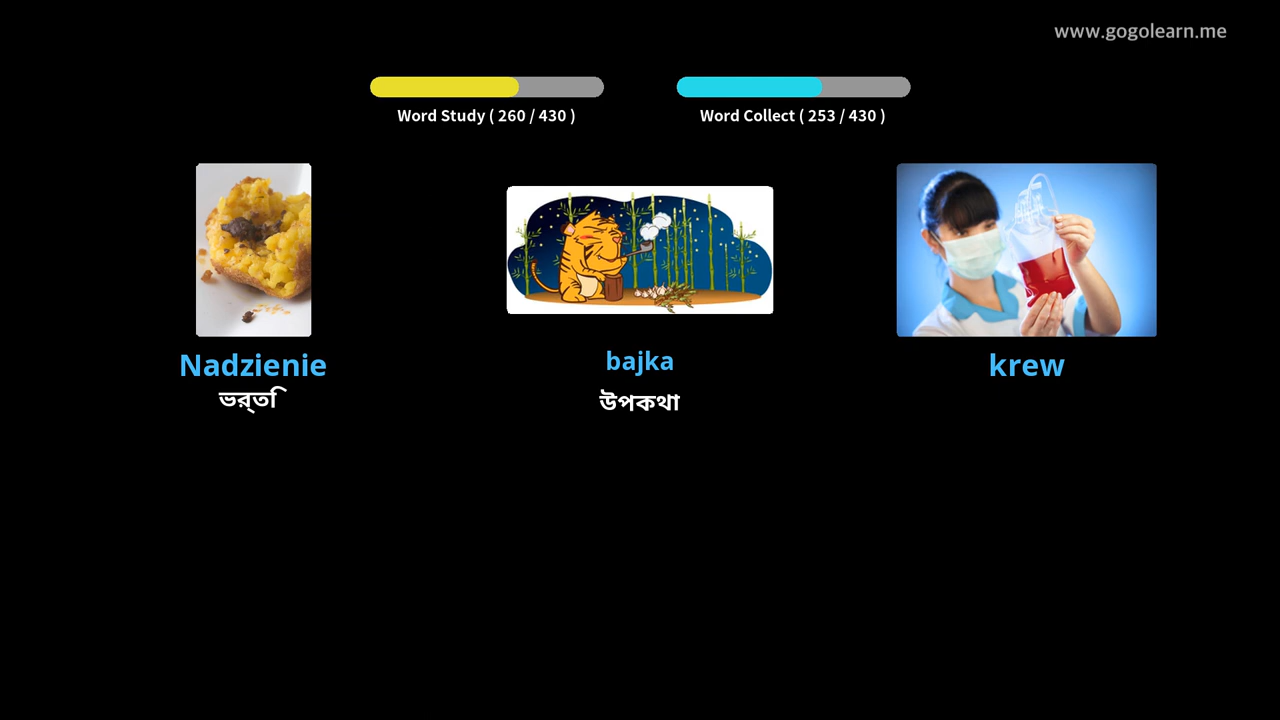 www.gogolearn.me
Word Study ( 260 / 430 )
Word Collect ( 253 / 430 )
Nadzienie
ভর্তি
bajka
উপকথা
krew